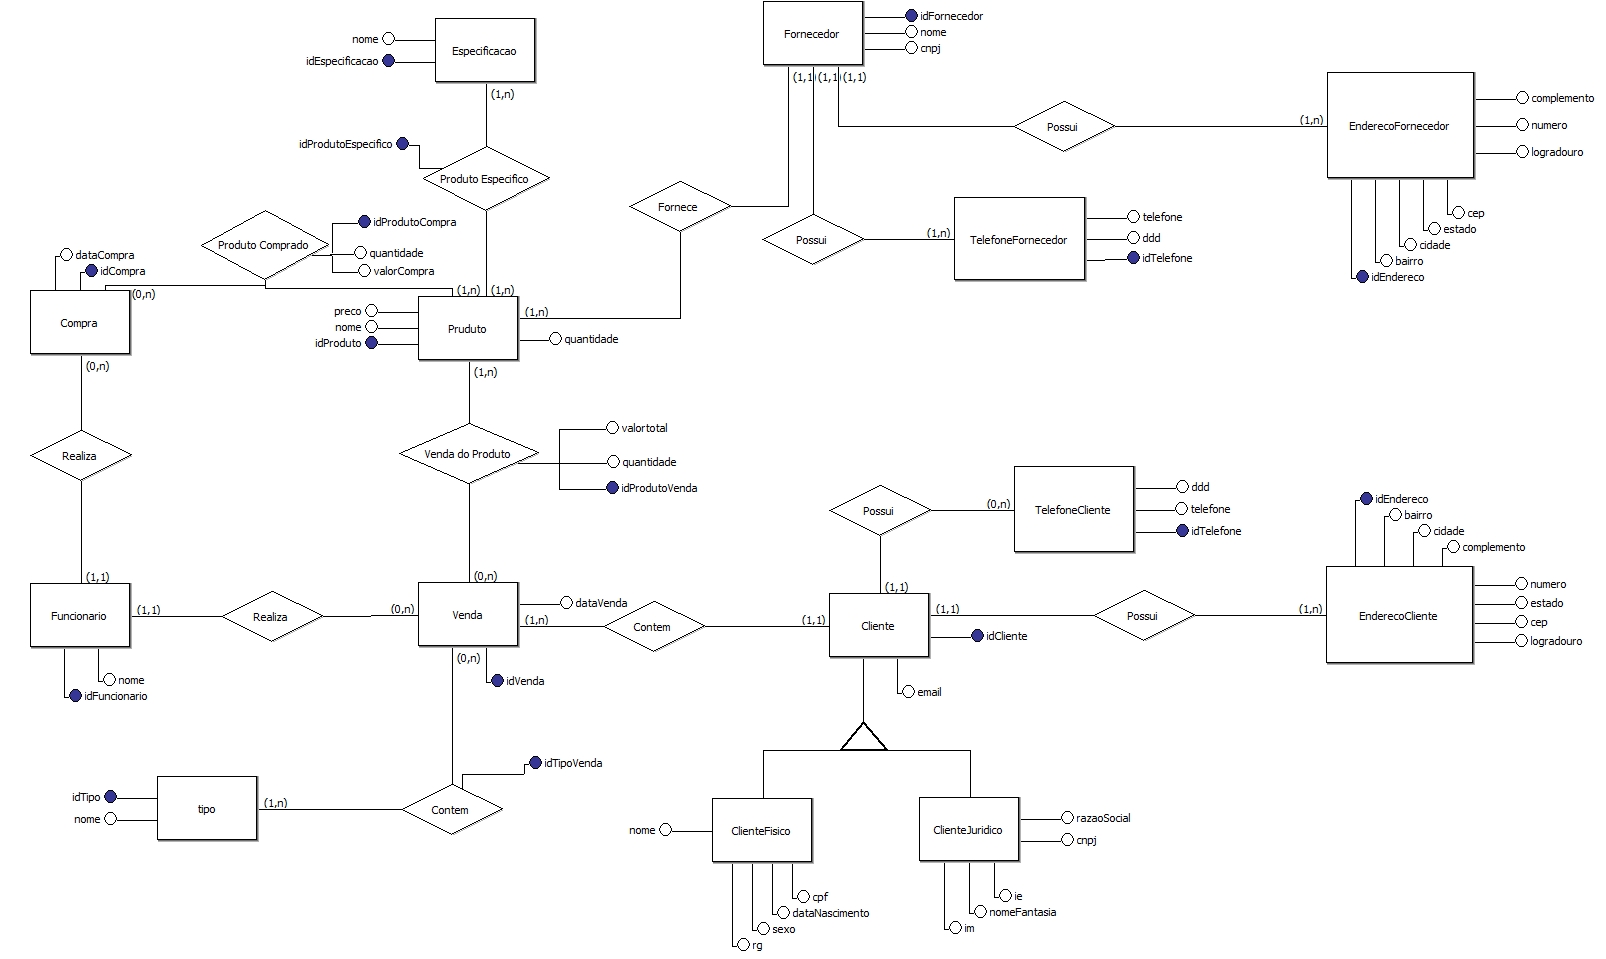 nome
Especificacao
idEspecificacao
(1,n)
idProdutoEspecifico
Produto Especifico
idFornecedor
Fornecedor
nome
cnpj
(1,1)
(1,1)
(1,1)
Possui
(1,n)
EnderecoFornecedor
complemento
numero
logradouro
cep
estado
cidade
bairro
idEndereco
Fornece
Possui
(1,n)
TelefoneFornecedor
telefone
ddd
idTelefone
Produto Comprado
idProdutoCompra
quantidade
valorCompra
dataCompra
idCompra
(0,n)
Compra
(0,n)
(1,n)
(1,n)
preco
nome
idProduto
Pruduto
(1,n)
quantidade
(1,n)
Realiza
Venda do Produto
valortotal
quantidade
idProdutoVenda
Possui
(0,n)
TelefoneCliente
ddd
telefone
idTelefone
idEndereco
bairro
cidade
complemento
(1,1)
Funcionario
(1,1)
Realiza
(0,n)
(0,n)
Venda
dataVenda
(1,n)
Contem
(1,1)
(1,1)
Cliente
(1,1)
idCliente
Possui
(1,n)
EnderecoCliente
numero
estado
cep
logradouro
nome
idFuncionario
(0,n)
idVenda
email
idTipoVenda
idTipo
nome
tipo
(1,n)
Contem
nome
ClienteFisico
cpf
dataNascimento
sexo
rg
ClienteJuridico
razaoSocial
cnpj
ie
nomeFantasia
im